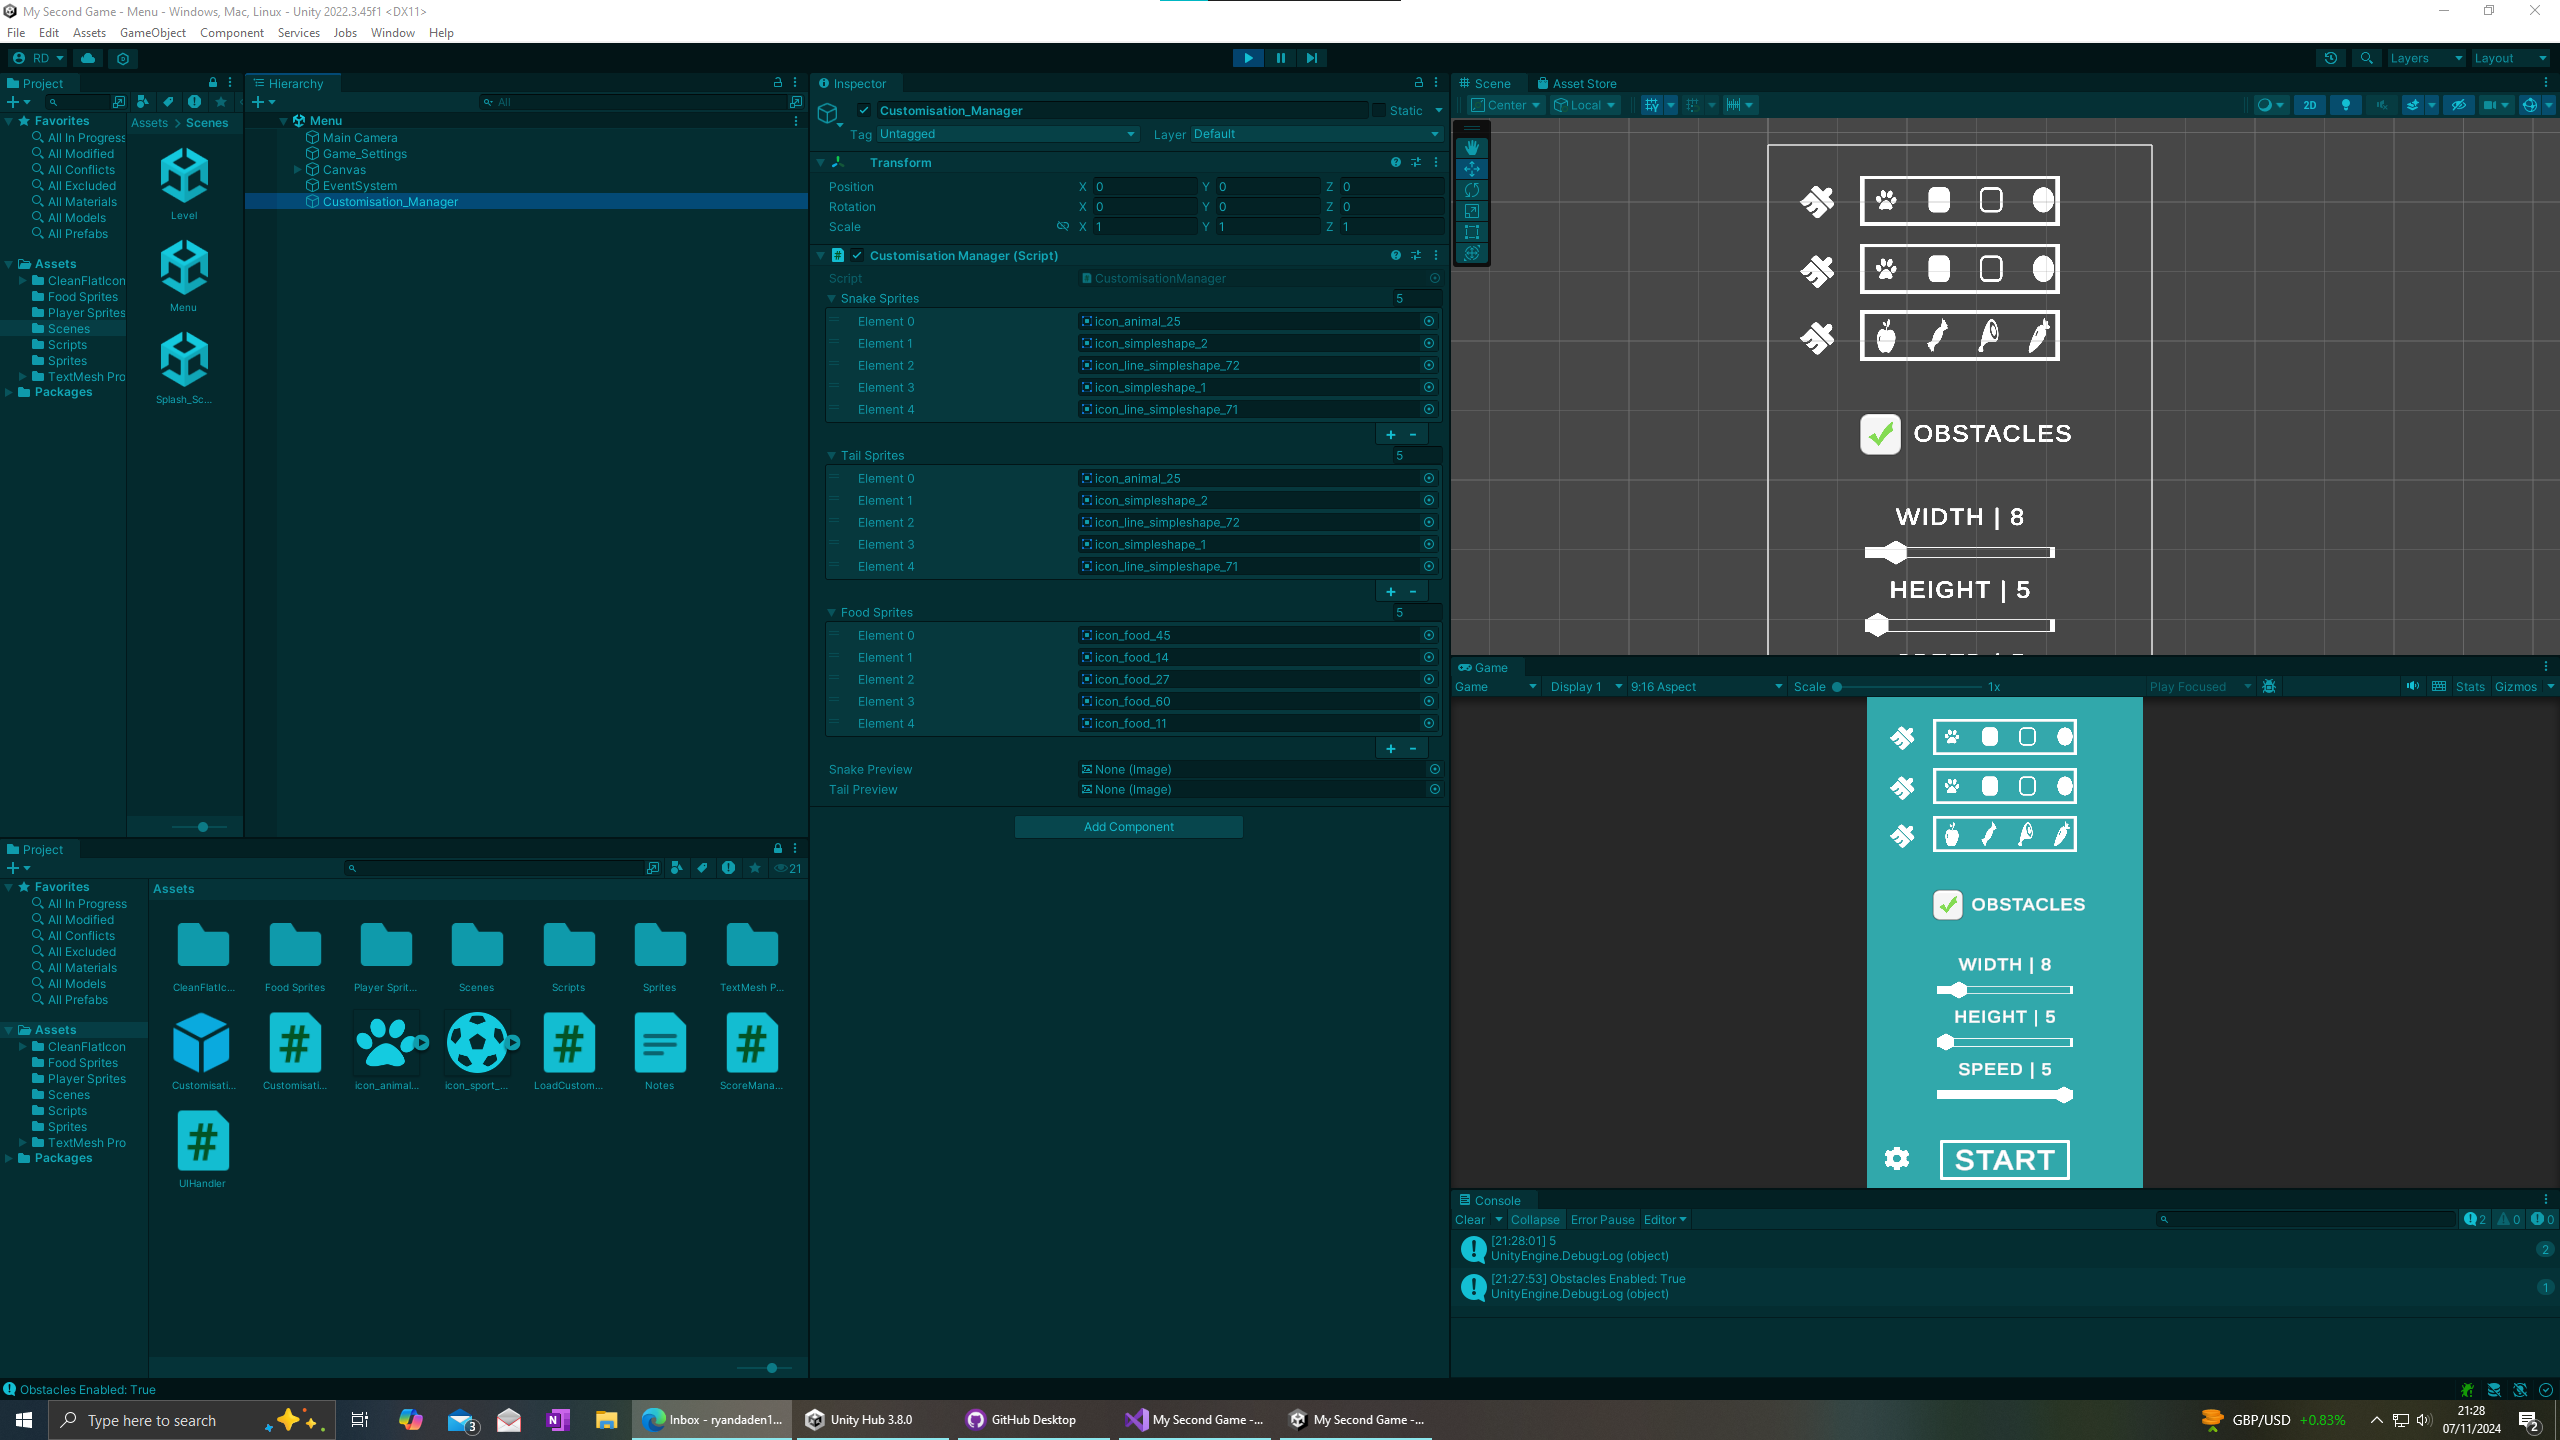 My Second Game - Menu - Windows, Mac, Linux - Unity 2022.3.45f1 <DX11>
File Edit Assets GameObject Component Services Jobs Window Help
RD
Layers
Layout
Project
Favorites
All In Progress
All Modified
All Conflicts
All Excluded
All Materials
All Models
All Prefabs
Assets
CleanFlatIcon
Food Sprites
Player Sprites
Scenes
Scripts
Sprites
TextMesh Pro
Packages
Assets > Scenes
Level
Menu
Splash_Sc...
Hierarchy
All
Menu
Main Camera
Game_Settings
Canvas
EventSystem
Customisation_Manager
Inspector
Customisation_Manager
Static
Tag Untagged Layer Default
Transform
Position X 0 Y 0 Z 0
Rotation X 0 Y 0 Z 0
Scale X 1 Y 1 Z 1
# Customisation Manager (Script)
Script CustomisationManager
Snake Sprites 5
Element 0 icon_animal_25
Element 1 icon_simpleshape_2
Element 2 icon_line_simpleshape_72
Element 3 icon_simpleshape_1
Element 4 icon_line_simpleshape_71
+ -
Tail Sprites 5
Element 0 icon_animal_25
Element 1 icon_simpleshape_2
Element 2 icon_line_simpleshape_72
Element 3 icon_simpleshape_1
Element 4 icon_line_simpleshape_71
+ -
Food Sprites 5
Element 0 icon_food_45
Element 1 icon_food_14
Element 2 icon_food_27
Element 3 icon_food_60
Element 4 icon_food_11
+ -
Snake Preview None (Image)
Tail Preview None (Image)
Add Component
Scene Asset Store
Center Local 2D
OBSTACLES
WIDTH | 8
HEIGHT | 5
Game
Game Display 1 9:16 Aspect Scale 1x Play Focused Stats Gizmos
OBSTACLES
WIDTH | 8
HEIGHT | 5
SPEED | 5
START
Project
21
Favorites
All In Progress
All Modified
All Conflicts
All Excluded
All Materials
All Models
All Prefabs
Assets
CleanFlatIcon
Food Sprites
Player Sprites
Scenes
Scripts
Sprites
TextMesh Pro
Packages
Assets
CleanFlatIc... Food Sprites Player Sprit... Scenes Scripts Sprites TextMesh P...
Customisati... Customisati... icon_animal... icon_sport_... LoadCustom... Notes ScoreMana...
UIHandler
Console
Clear Collapse Error Pause Editor 2 0 0
[21:28:01] 5
UnityEngine.Debug:Log (object)
2
[21:27:53] Obstacles Enabled: True
UnityEngine.Debug:Log (object)
1
Obstacles Enabled: True
Type here to search
3
Inbox - ryandaden1...
Unity Hub 3.8.0
GitHub Desktop
My Second Game -...
My Second Game -...
GBP/USD +0.83%
21:28
07/11/2024
2